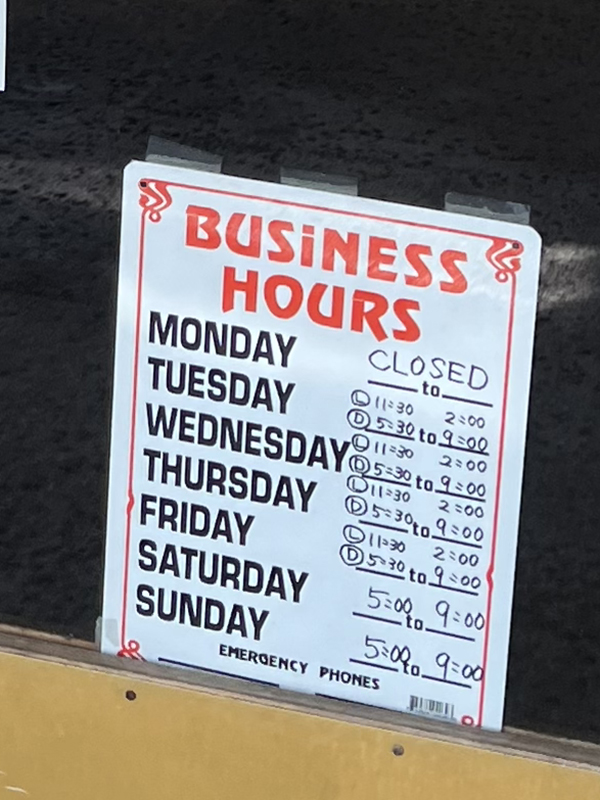 BUSINESS
HOURS
MONDAY CLOSED to
TUESDAY Ⓛ 11:30 2:00
Ⓓ 5:30 to 9:00
WEDNESDAY Ⓛ 11:30 2:00
Ⓓ 5:30 to 9:00
THURSDAY Ⓛ 11:30 2:00
Ⓓ 5:30 to 9:00
FRIDAY Ⓛ 11:30 2:00
Ⓓ 5:30 to 9:00
SATURDAY 5:00 to 9:00
SUNDAY 5:00 to 9:00
EMERGENCY PHONES